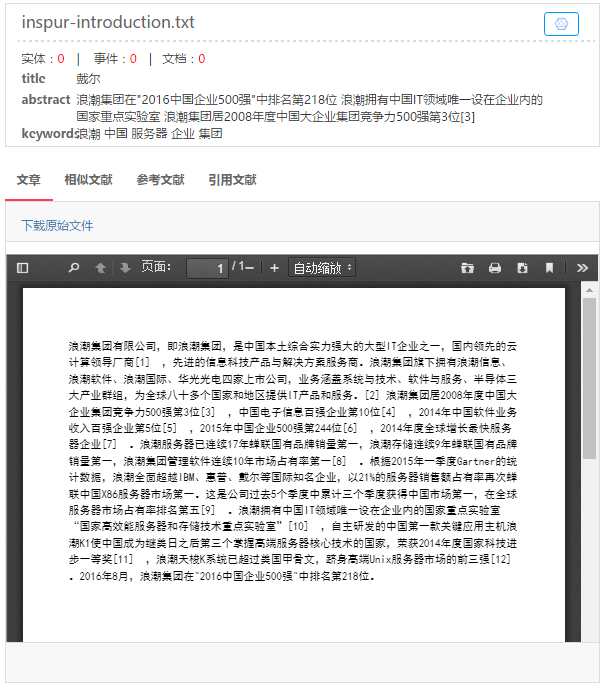 inspur-introduction.txt
实体：0 | 事件：0 | 文档：0
title 戴尔
abstract 浪潮集团在"2016中国企业500强"中排名第218位 浪潮拥有中国IT领域唯一设在企业内的
国家重点实验室 浪潮集团居2008年度中国大企业集团竞争力500强第3位[3]
keywords 浪潮 中国 服务器 企业 集团
文章 相似文献 参考文献 引用文献
下载原始文件
页面： 1 / 1 自动缩放
浪潮集团有限公司，即浪潮集团，是中国本土综合实力强大的大型IT企业之一，国内领先的云
计算领导厂商[1] ，先进的信息科技产品与解决方案服务商。浪潮集团旗下拥有浪潮信息、
浪潮软件、浪潮国际、华光光电四家上市公司，业务涵盖系统与技术、软件与服务、半导体三
大产业群组，为全球八十多个国家和地区提供IT产品和服务。[2] 浪潮集团居2008年度中国大
企业集团竞争力500强第3位[3] ，中国电子信息百强企业第10位[4] ，2014年中国软件业务
收入百强企业第5位[5] ，2015年中国企业500强第244位[6] ，2014年度全球增长最快服务
器企业[7] 。浪潮服务器已连续17年蝉联国有品牌销量第一，浪潮存储连续9年蝉联国有品牌
销量第一，浪潮集团管理软件连续10年市场占有率第一[8] 。根据2015年一季度Gartner的统
计数据，浪潮全面超越IBM、惠普、戴尔等国际知名企业，以21%的服务器销售额占有率再次蝉
联中国X86服务器市场第一。这是公司过去5个季度中累计三个季度获得中国市场第一，在全球
服务器市场占有率排名第五[9] 。浪潮拥有中国IT领域唯一设在企业内的国家重点实验室
“国家高效能服务器和存储技术重点实验室”[10] ，自主研发的中国第一款关键应用主机浪
潮K1使中国成为继美日之后第三个掌握高端服务器核心技术的国家，荣获2014年度国家科技进
步一等奖[11] ，浪潮天梭K系统已超过美国甲骨文，跻身高端Unix服务器市场的前三强[12]
。2016年8月，浪潮集团在"2016中国企业500强"中排名第218位。